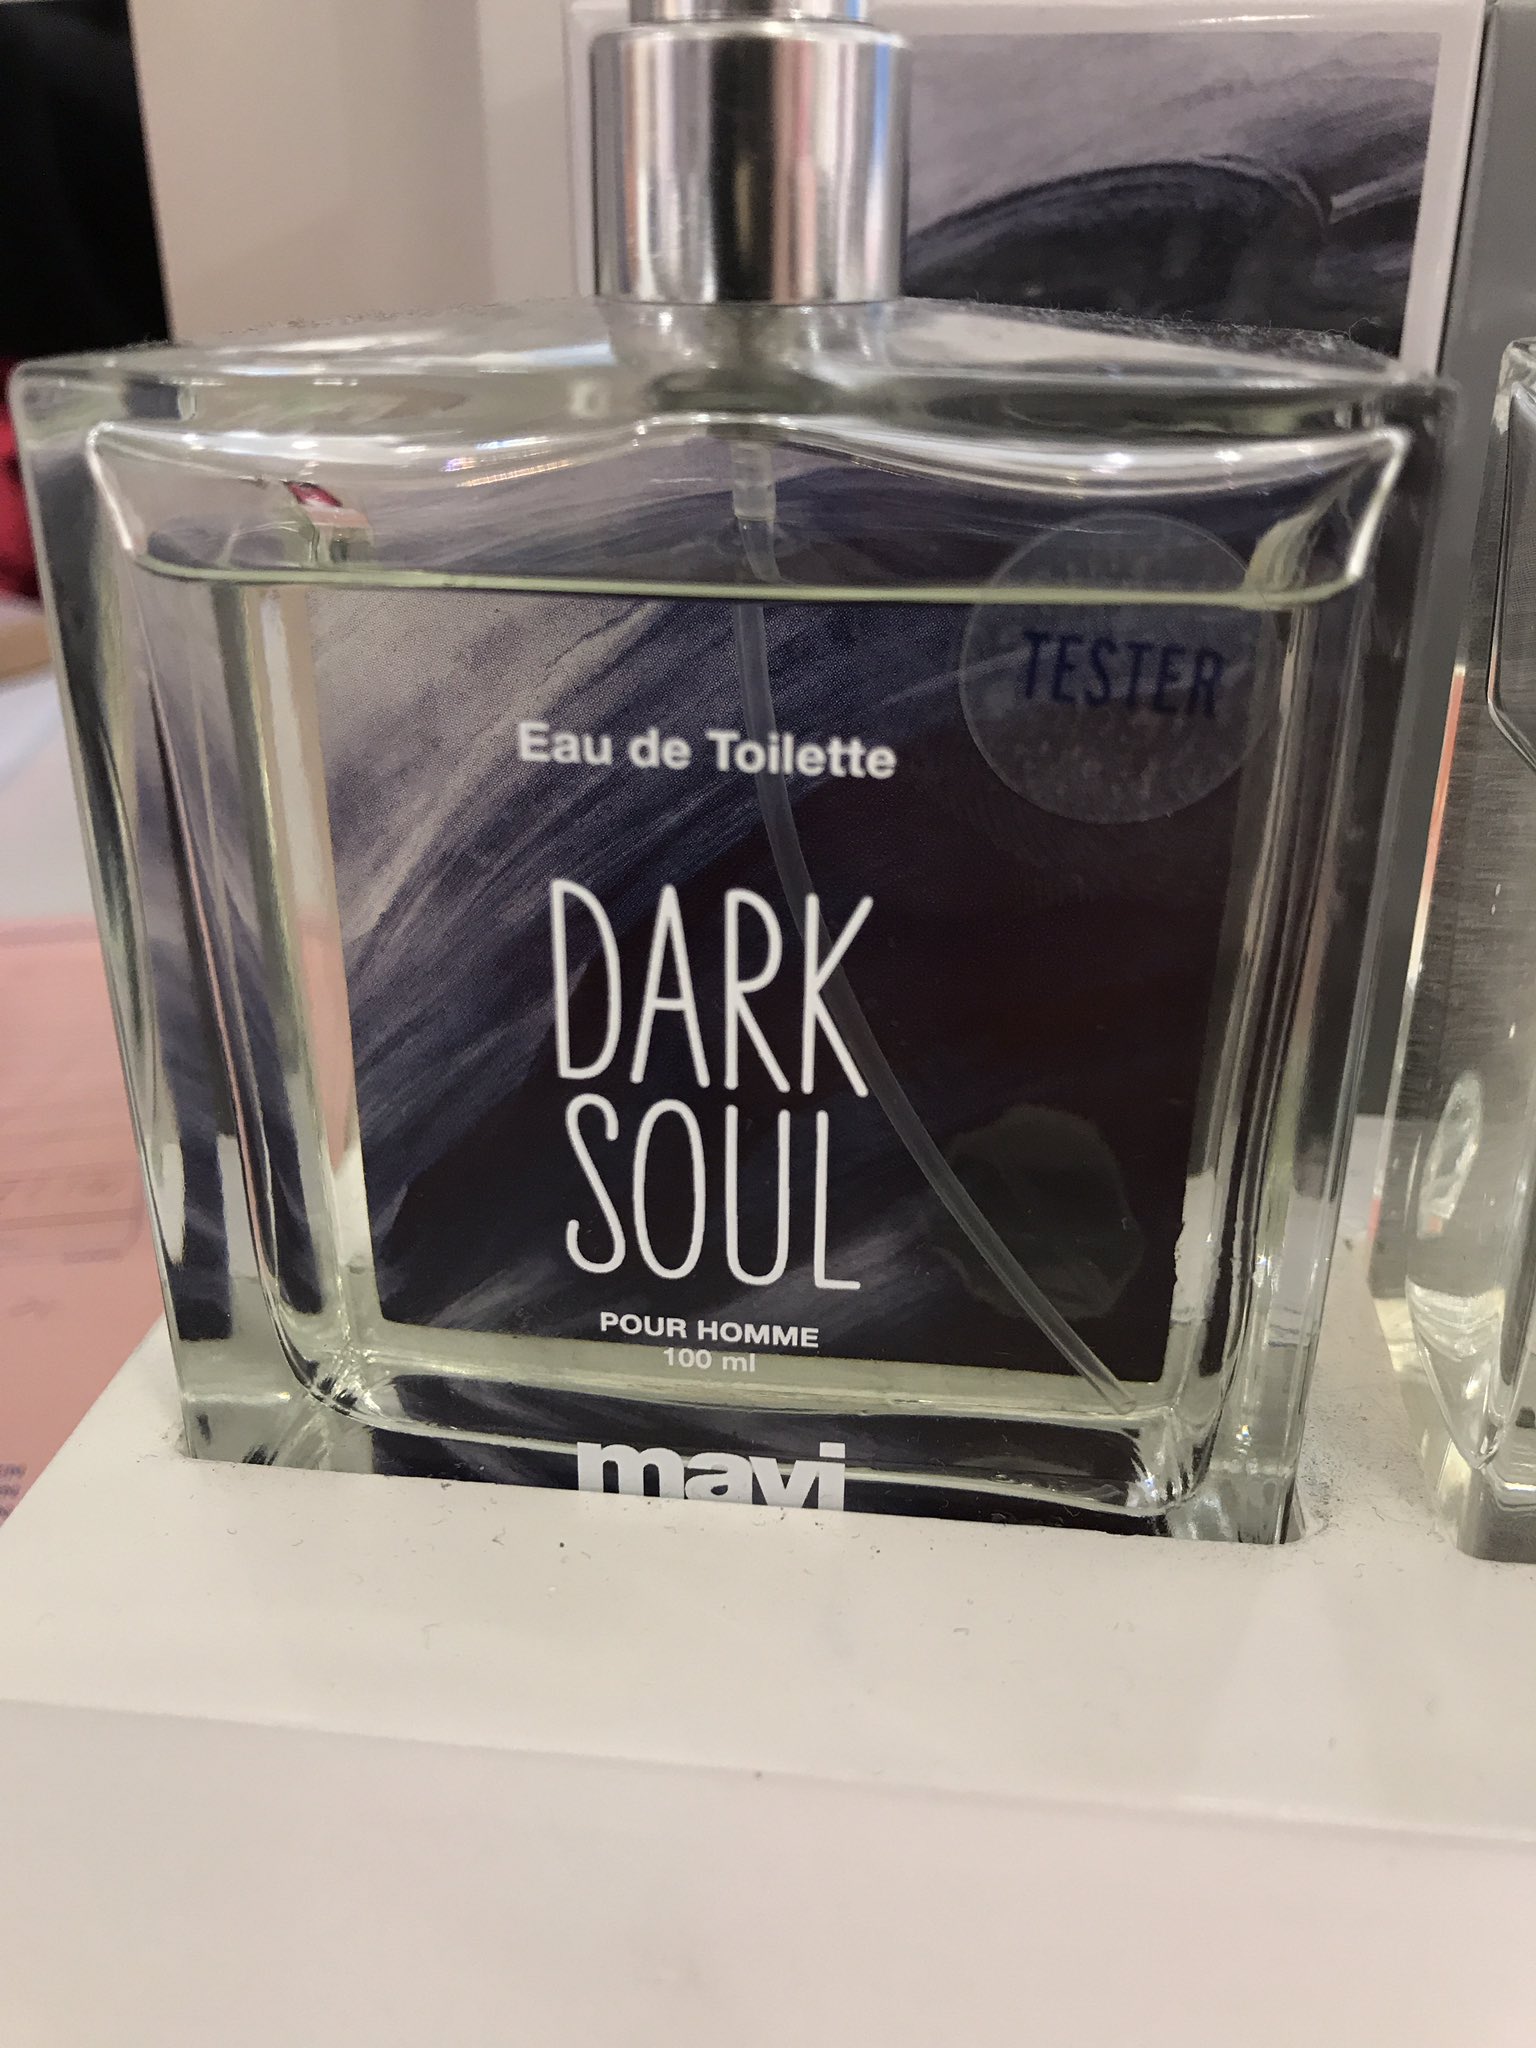 TESTER
Eau de Toilette
DARK
SOUL
POUR HOMME
100 ml
mavi